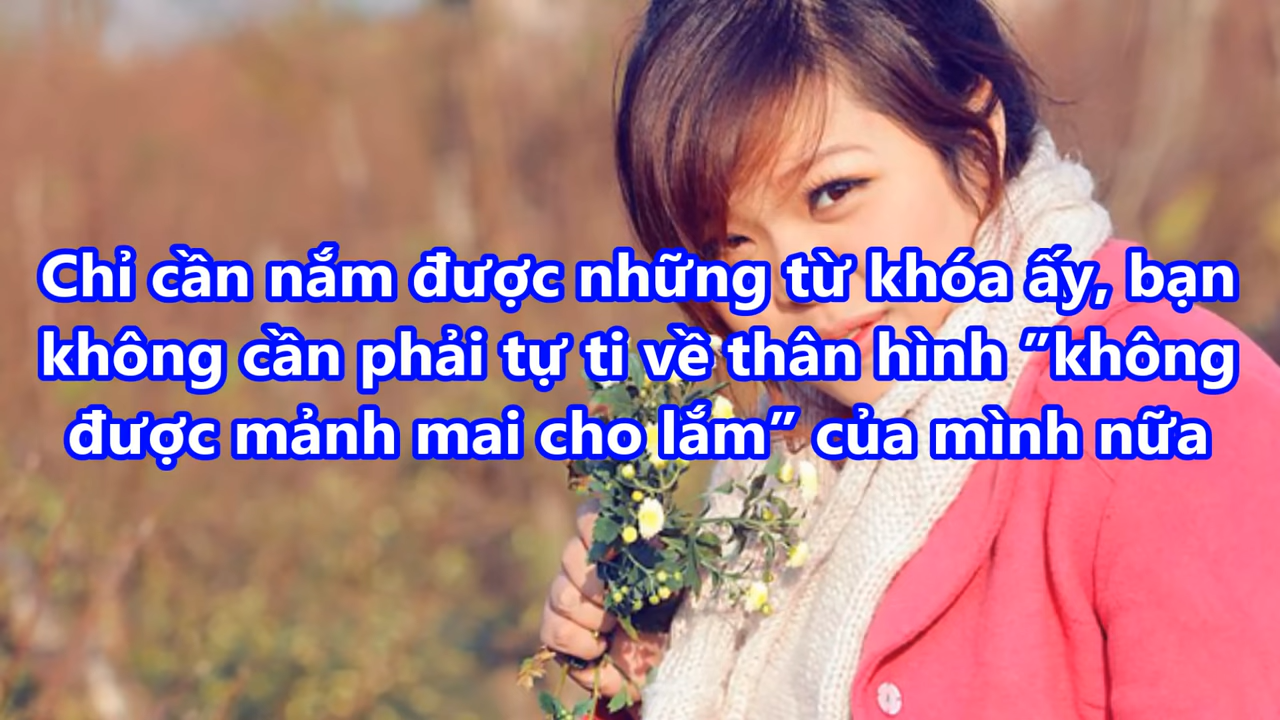 Chỉ cần nắm được những từ khóa ấy, bạn
không cần phải tự ti về thân hình ”không
được mảnh mai cho lắm” của mình nữa